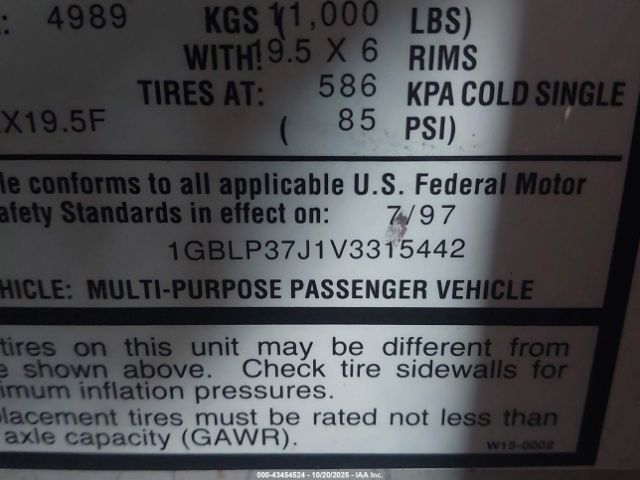 : 4989 KGS (11,000 LBS)
WITH 19.5 X 6 RIMS
TIRES AT: 586 KPA COLD SINGLE
X19.5F ( 85 PSI)
le conforms to all applicable U.S. Federal Motor
afety Standards in effect on: 7/97
1GBLP37J1V3315442
HICLE: MULTI-PURPOSE PASSENGER VEHICLE
tires on this unit may be different from
e shown above. Check tire sidewalls for
imum inflation pressures.
placement tires must be rated not less than
axle capacity (GAWR).
W15-0002
000-43454524 - 10/20/2025 - IAA Inc.